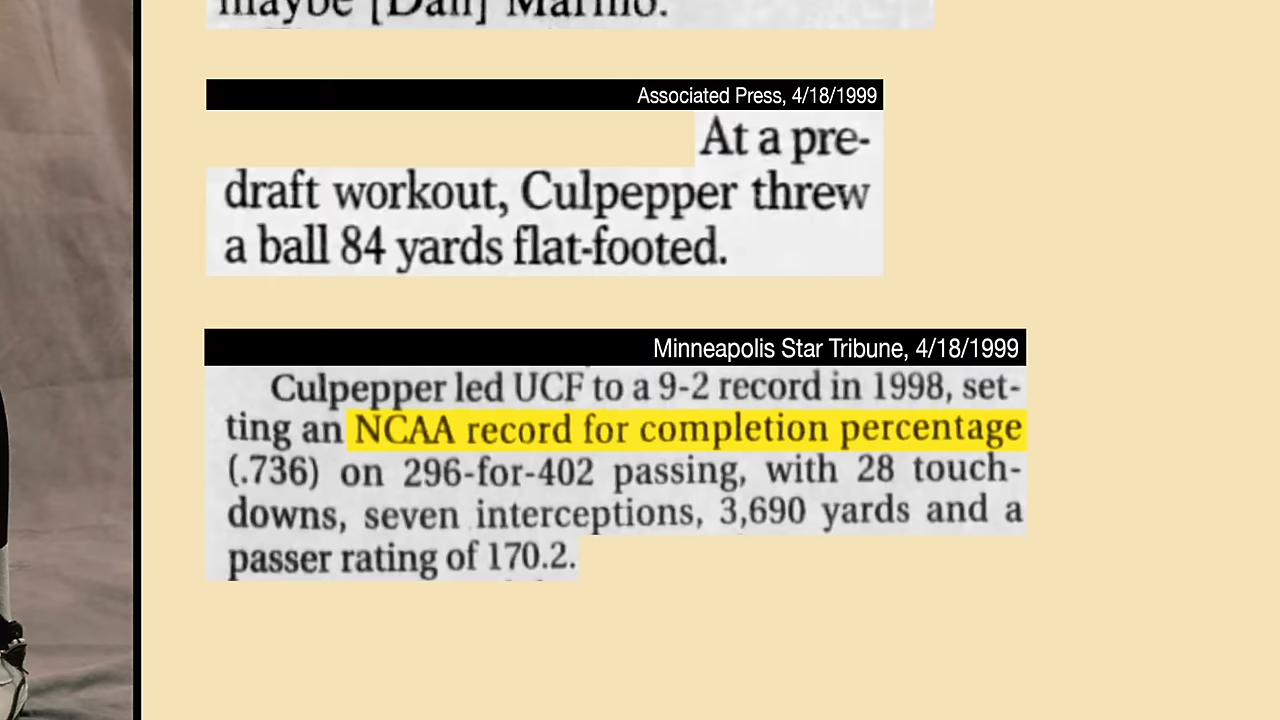 maybe [Dan] Marino.
Associated Press, 4/18/1999
At a pre-
draft workout, Culpepper threw
a ball 84 yards flat-footed.
Minneapolis Star Tribune, 4/18/1999
Culpepper led UCF to a 9-2 record in 1998, set-
ting an NCAA record for completion percentage
(.736) on 296-for-402 passing, with 28 touch-
downs, seven interceptions, 3,690 yards and a
passer rating of 170.2.